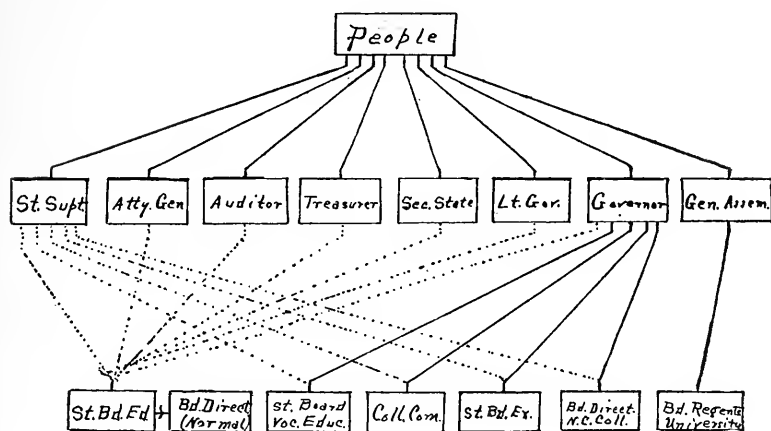 People
St. Supt.
Atty. Gen
Auditor
Treasurer
Sec. State
Lt. Gov.
Governor
Gen. Assem.
St. Bd. Ed
Bd. Direct
(Normal)
St. Board
Voc. Educ.
Coll. Com.
St. Bd. Ex.
Bd. Direct.
N.C. Coll.
Bd. Regents
University